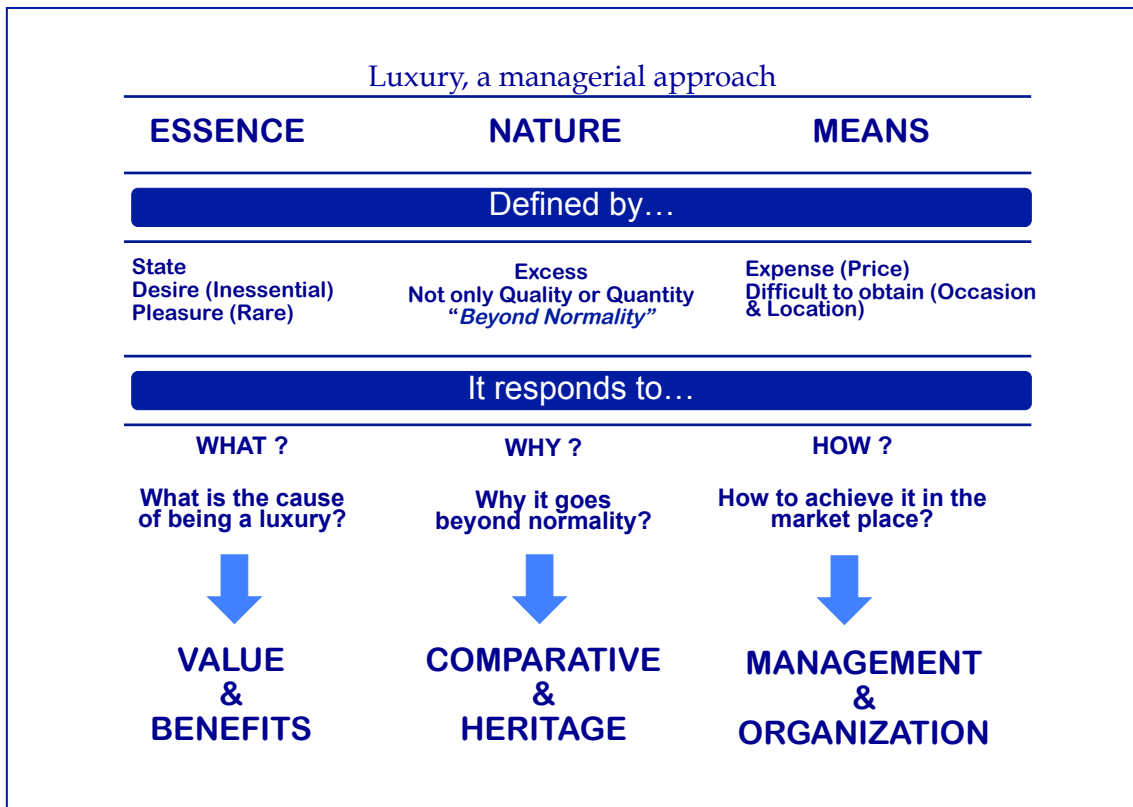 Luxury, a managerial approach
ESSENCE
NATURE
MEANS
Defined by…
State
Desire (Inessential)
Pleasure (Rare)
Excess
Not only Quality or Quantity
“Beyond Normality”
Expense (Price)
Difficult to obtain (Occasion
& Location)
It responds to…
WHAT ?
WHY ?
HOW ?
What is the cause
of being a luxury?
Why it goes
beyond normality?
How to achieve it in the
market place?
VALUE
&
BENEFITS
COMPARATIVE
&
HERITAGE
MANAGEMENT
&
ORGANIZATION